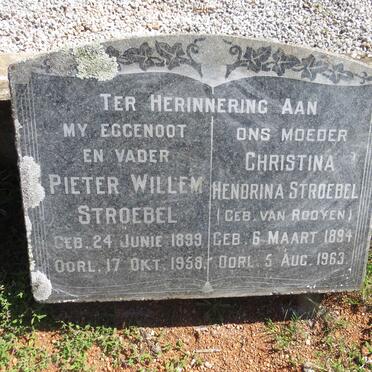 TER HERINNERING AAN
MY EGGENOOT
EN VADER
PIETER WILLEM
STROEBEL
GEB. 24 JUNIE 1899
OORL. 17 OKT. 1958
ONS MOEDER
CHRISTINA
HENDRINA STROEBEL
(GEB. VAN ROOYEN)
GEB. 6 MAART 1894
OORL. 5 AUG. 1963.